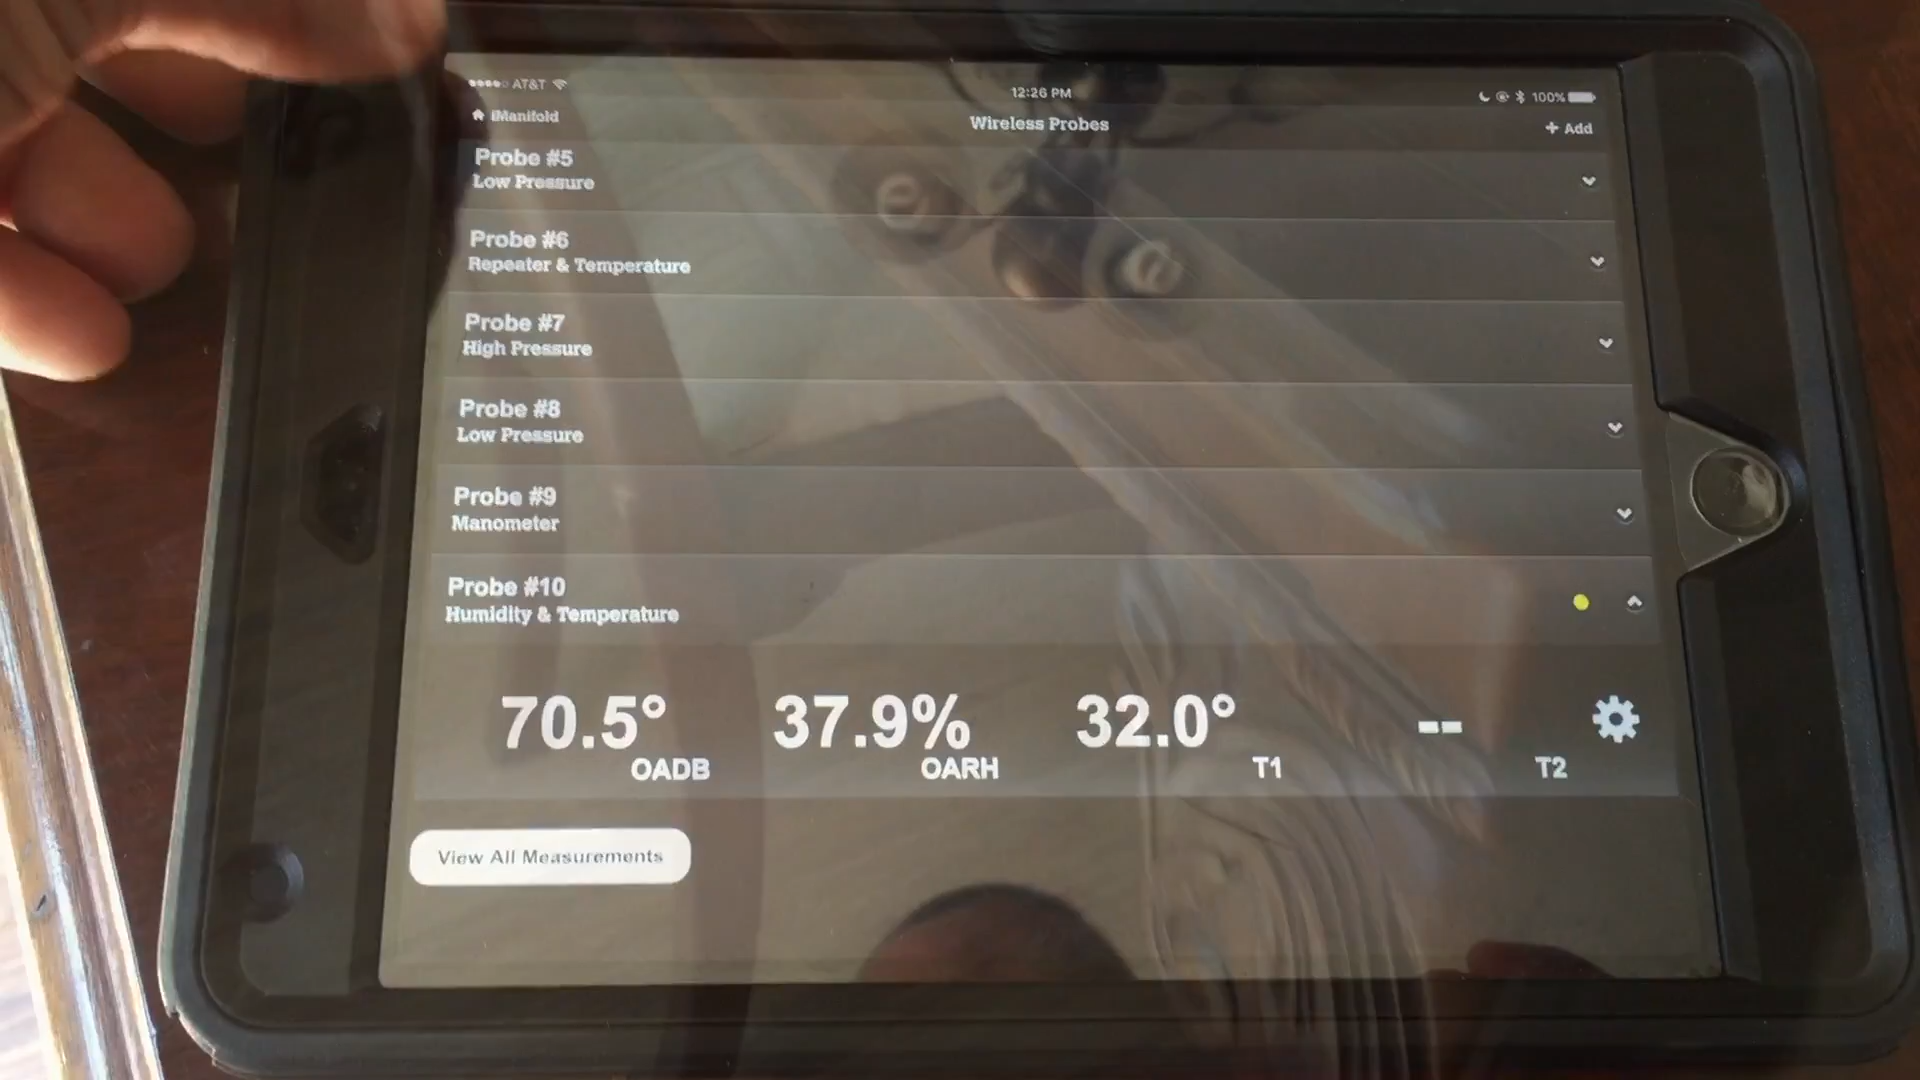 AT&T
12:26 PM
100%
iManifold
Wireless Probes
+ Add
Probe #5
Low Pressure
Probe #6
Repeater & Temperature
Probe #7
High Pressure
Probe #8
Low Pressure
Probe #9
Manometer
Probe #10
Humidity & Temperature
70.5° 37.9% 32.0° --
OADB OARH T1 T2
View All Measurements